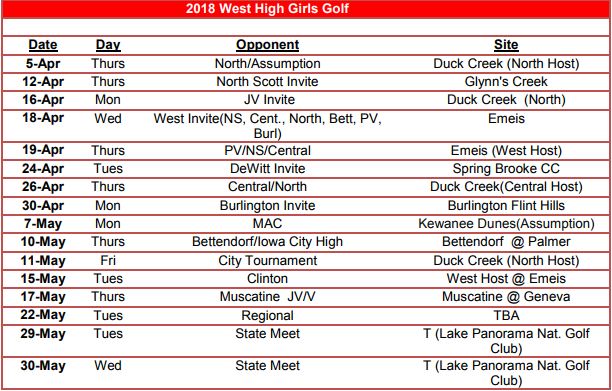 2018 West High Girls Golf
Date Day Opponent Site
5-Apr Thurs North/Assumption Duck Creek (North Host)
12-Apr Thurs North Scott Invite Glynn's Creek
16-Apr Mon JV Invite Duck Creek (North)
18-Apr Wed West Invite(NS, Cent., North, Bett, PV, Emeis
Burl)
19-Apr Thurs PV/NS/Central Emeis (West Host)
24-Apr Tues DeWitt Invite Spring Brooke CC
26-Apr Thurs Central/North Duck Creek(Central Host)
30-Apr Mon Burlington Invite Burlington Flint Hills
7-May Mon MAC Kewanee Dunes(Assumption)
10-May Thurs Bettendorf/Iowa City High Bettendorf @ Palmer
11-May Fri City Tournament Duck Creek (North Host)
15-May Tues Clinton West Host @ Emeis
17-May Thurs Muscatine JV/V Muscatine @ Geneva
22-May Tues Regional TBA
29-May Tues State Meet T (Lake Panorama Nat. Golf
Club)
30-May Wed State Meet T (Lake Panorama Nat. Golf
Club)